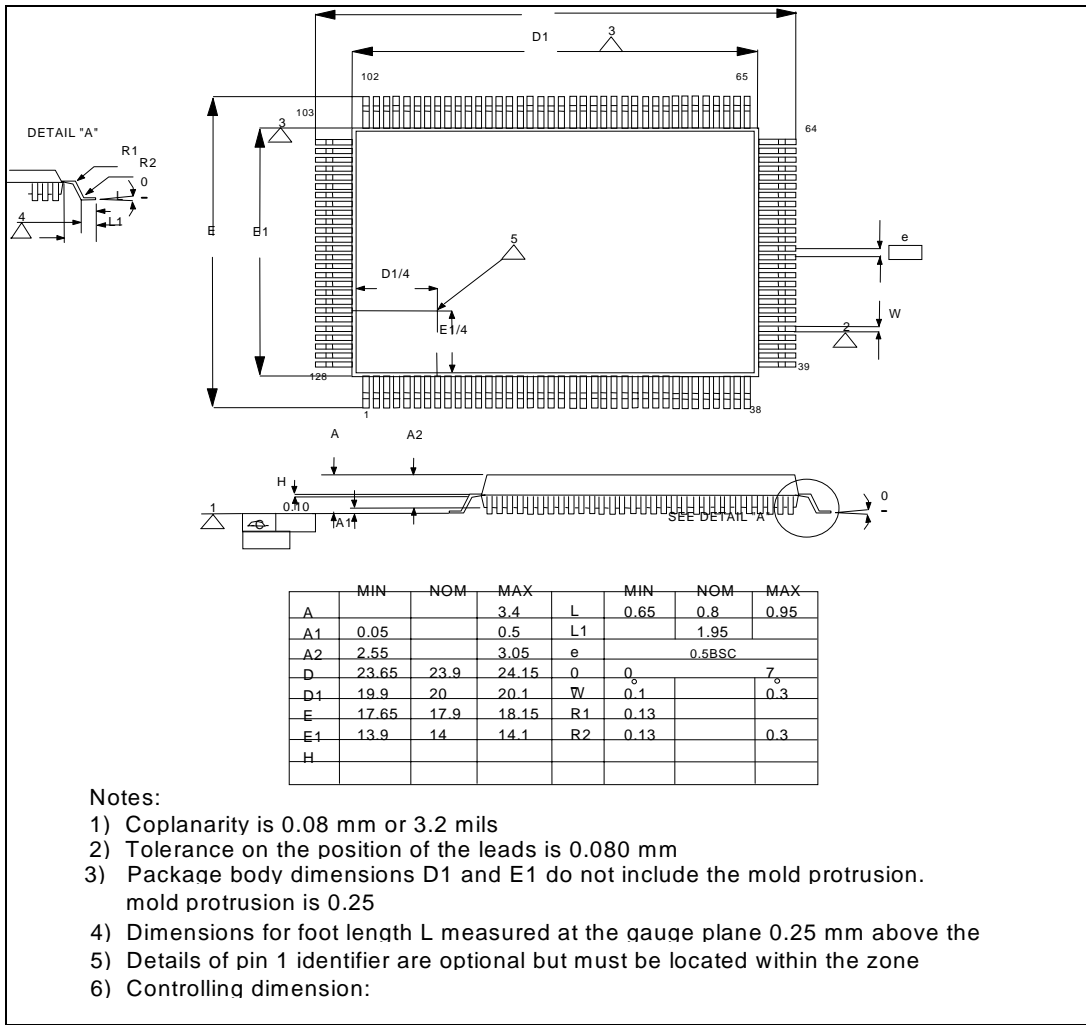 D1
3
102
65
103
3
64
DETAIL "A"
R1
R2
0
L
4
L1
E
E1
5
e
D1/4
W
E1/4
2
128
39
1
38
A
A2
H
0
1
0.10
C
A1
SEE DETAIL "A"
MIN NOM MAX MIN NOM MAX
A 3.4 L 0.65 0.8 0.95
A1 0.05 0.5 L1 1.95
A2 2.55 3.05 e 0.5BSC
D 23.65 23.9 24.15 0 0° 7°
D1 19.9 20 20.1 W 0.1 0.3
E 17.65 17.9 18.15 R1 0.13
E1 13.9 14 14.1 R2 0.13 0.3
H
Notes:
1) Coplanarity is 0.08 mm or 3.2 mils
2) Tolerance on the position of the leads is 0.080 mm
3) Package body dimensions D1 and E1 do not include the mold protrusion.
mold protrusion is 0.25
4) Dimensions for foot length L measured at the gauge plane 0.25 mm above the
5) Details of pin 1 identifier are optional but must be located within the zone
6) Controlling dimension: